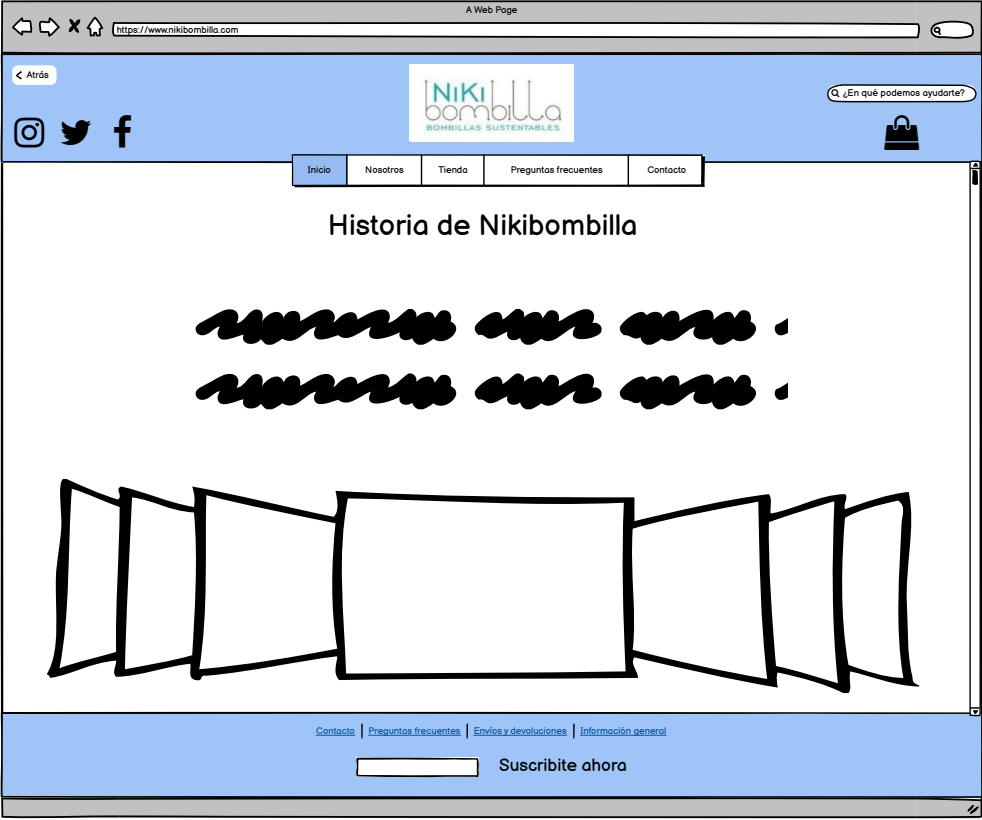 A Web Page
https://www.nikibombilla.com
Atrás
NiKi
bombilla
BOMBILLAS SUSTENTABLES
¿En qué podemos ayudarte?
Inicio Nosotros Tienda Preguntas frecuentes Contacto
Historia de Nikibombilla
Contacto Preguntas frecuentes Envíos y devoluciones Información general
Suscribite ahora